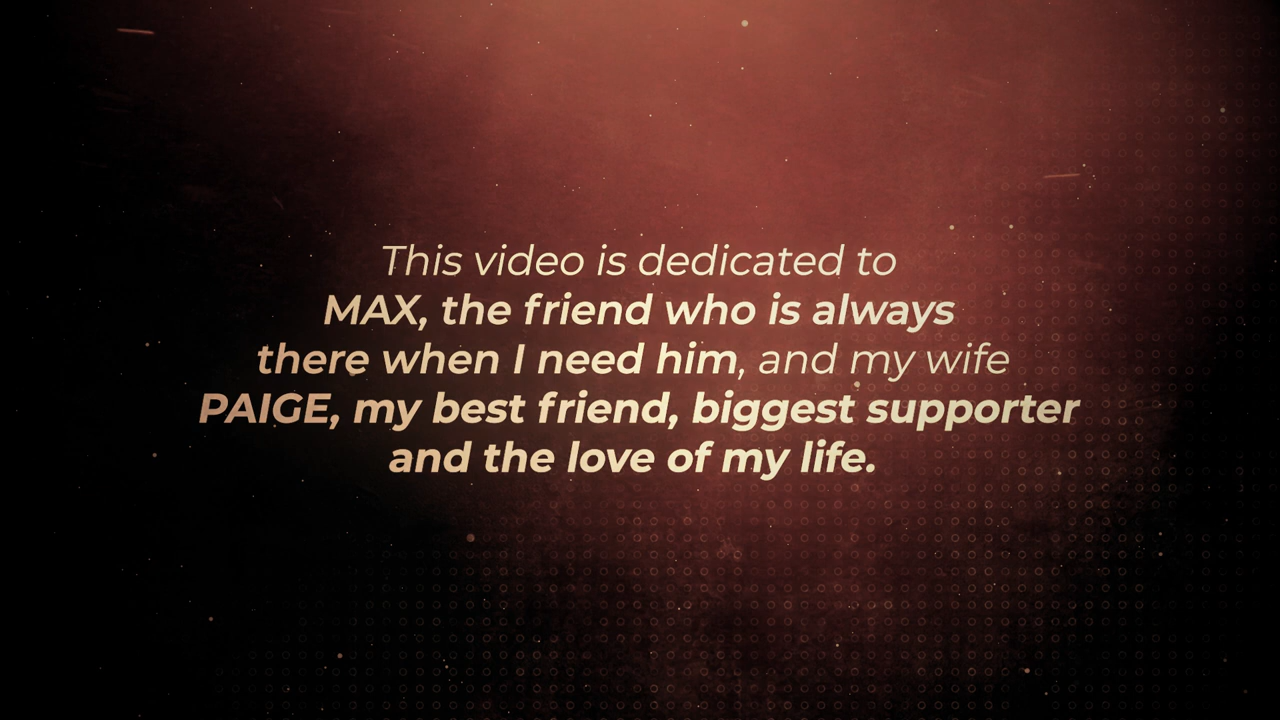 This video is dedicated to
MAX, the friend who is always
there when I need him, and my wife
PAIGE, my best friend, biggest supporter
and the love of my life.